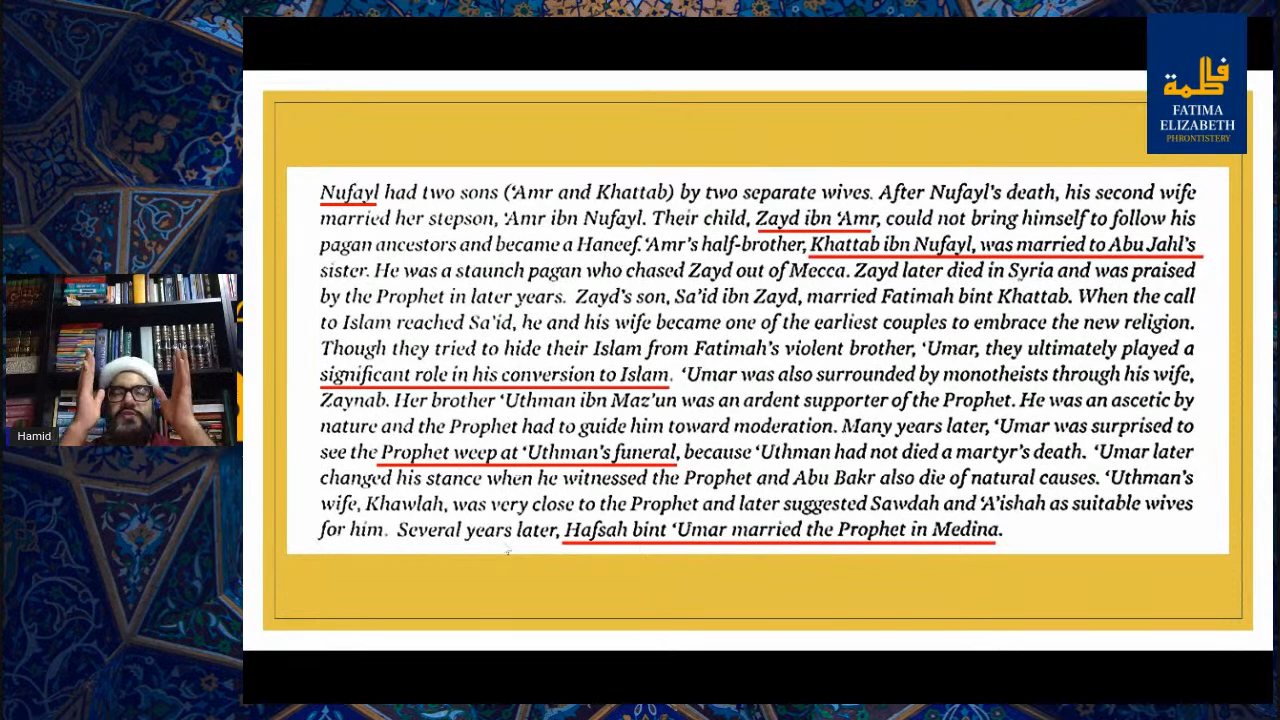 فاطمة
FATIMA
ELIZABETH
PHRONTISTERY
Nufayl had two sons (‘Amr and Khattab) by two separate wives. After Nufayl’s death, his second wife
married her stepson, ‘Amr ibn Nufayl. Their child, Zayd ibn ‘Amr, could not bring himself to follow his
pagan ancestors and became a Haneef. ‘Amr’s half-brother, Khattab ibn Nufayl, was married to Abu Jahl’s
sister. He was a staunch pagan who chased Zayd out of Mecca. Zayd later died in Syria and was praised
by the Prophet in later years. Zayd’s son, Sa’id ibn Zayd, married Fatimah bint Khattab. When the call
to Islam reached Sa’id, he and his wife became one of the earliest couples to embrace the new religion.
Though they tried to hide their Islam from Fatimah’s violent brother, ‘Umar, they ultimately played a
significant role in his conversion to Islam. ‘Umar was also surrounded by monotheists through his wife,
Zaynab. Her brother ‘Uthman ibn Maz’un was an ardent supporter of the Prophet. He was an ascetic by
nature and the Prophet had to guide him toward moderation. Many years later, ‘Umar was surprised to
see the Prophet weep at ‘Uthman’s funeral, because ‘Uthman had not died a martyr’s death. ‘Umar later
changed his stance when he witnessed the Prophet and Abu Bakr also die of natural causes. ‘Uthman’s
wife, Khawlah, was very close to the Prophet and later suggested Sawdah and ‘A’ishah as suitable wives
for him. Several years later, Hafsah bint ‘Umar married the Prophet in Medina.
Hamid